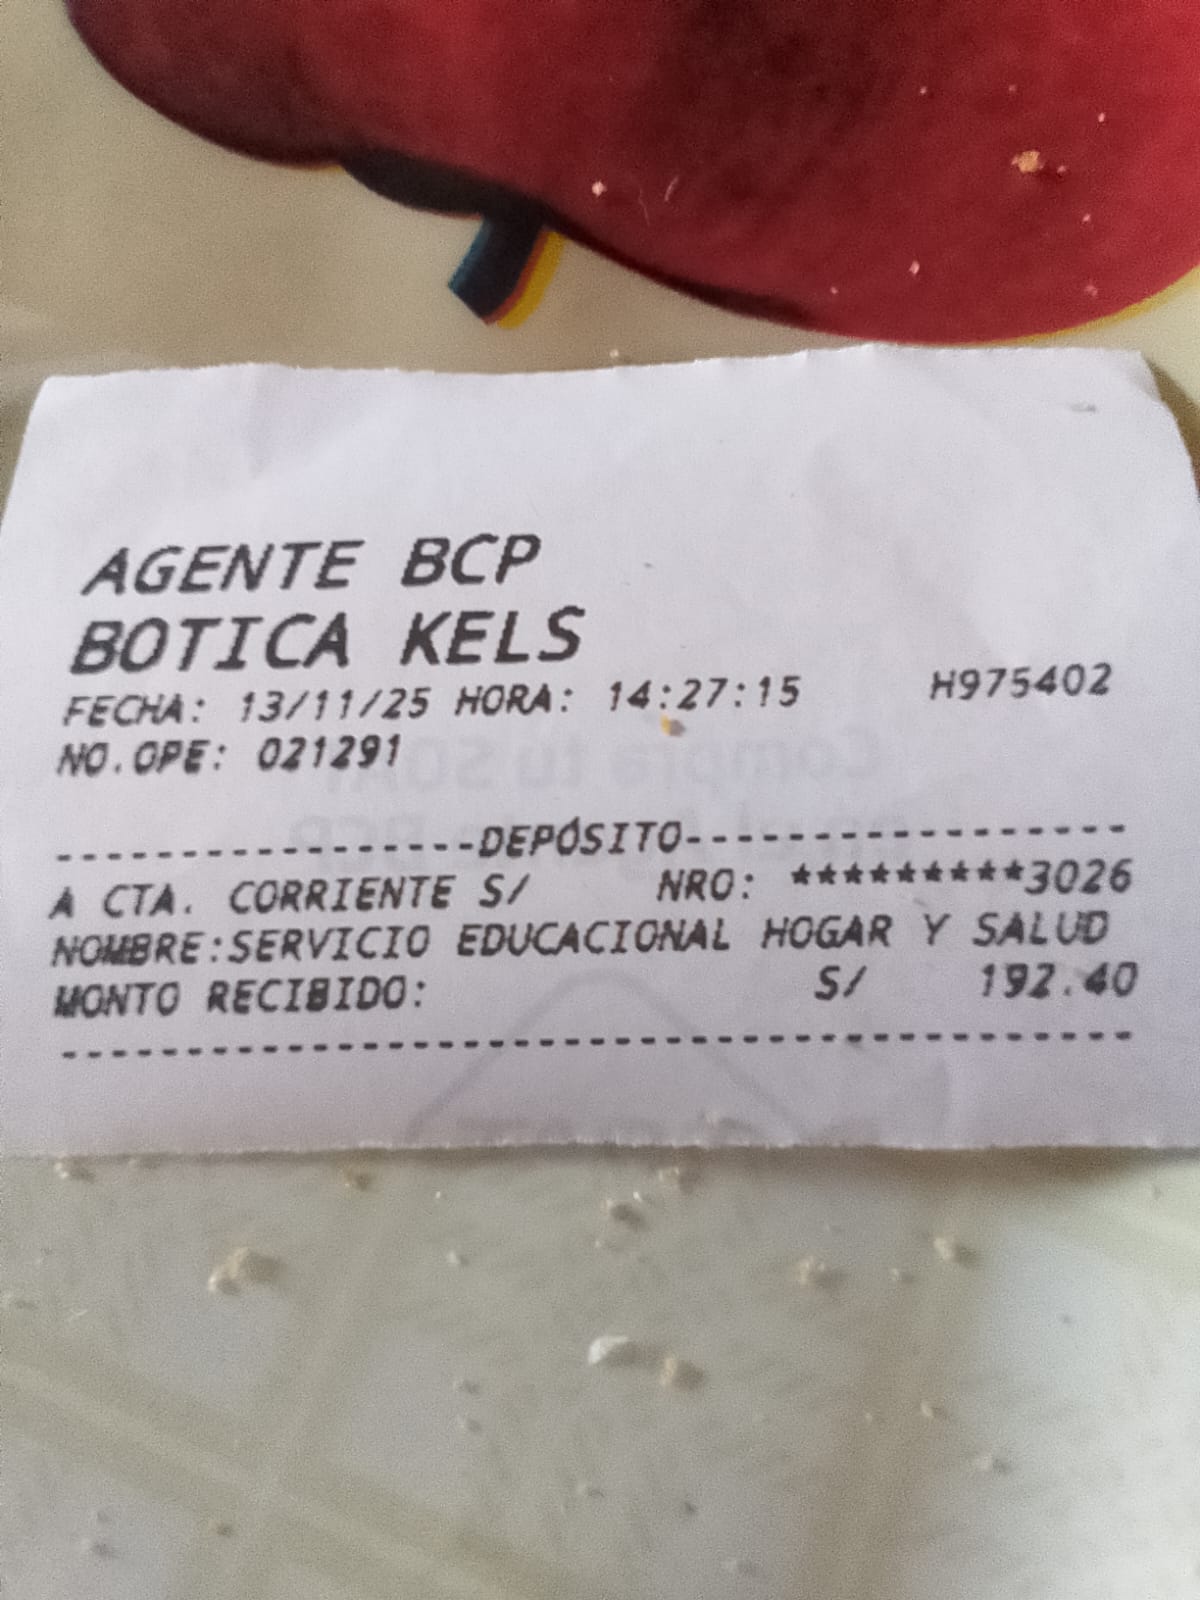 AGENTE BCP
BOTICA KELS
FECHA: 13/11/25 HORA: 14:27:15 H975402
NO.OPE: 021291
-----------------DEPÓSITO-----------------
A CTA. CORRIENTE S/ NRO: *********3026
NOMBRE:SERVICIO EDUCACIONAL HOGAR Y SALUD
MONTO RECIBIDO: S/ 192.40
------------------------------------------